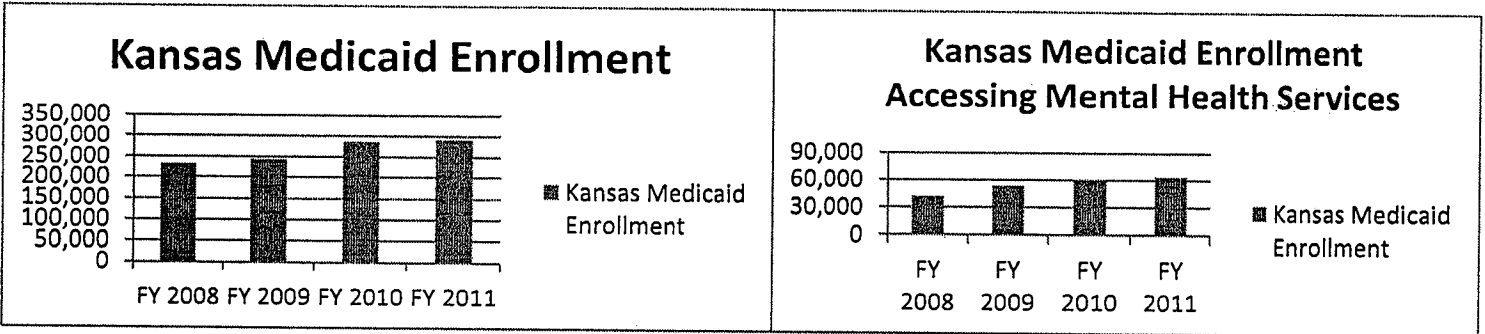 Kansas Medicaid Enrollment
350,000
300,000
250,000
200,000
150,000
100,000
50,000
0
FY 2008 FY 2009 FY 2010 FY 2011
Kansas Medicaid
Enrollment
Kansas Medicaid Enrollment
Accessing Mental Health Services
90,000
60,000
30,000
0
FY FY FY FY
2008 2009 2010 2011
Kansas Medicaid
Enrollment